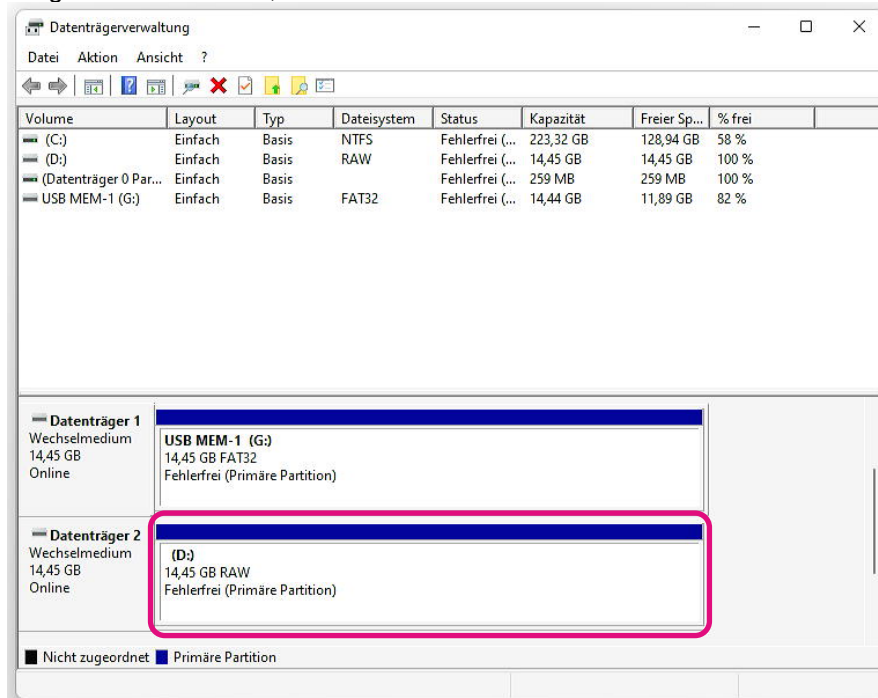 Datenträgerverwaltung
Datei Aktion Ansicht ?
Volume Layout Typ Dateisystem Status Kapazität Freier Sp... % frei
(C:) Einfach Basis NTFS Fehlerfrei (... 223,32 GB 128,94 GB 58 %
(D:) Einfach Basis RAW Fehlerfrei (... 14,45 GB 14,45 GB 100 %
(Datenträger 0 Par... Einfach Basis Fehlerfrei (... 259 MB 259 MB 100 %
USB MEM-1 (G:) Einfach Basis FAT32 Fehlerfrei (... 14,44 GB 11,89 GB 82 %
Datenträger 1
Wechselmedium
14,45 GB
Online
USB MEM-1 (G:)
14,45 GB FAT32
Fehlerfrei (Primäre Partition)
Datenträger 2
Wechselmedium
14,45 GB
Online
(D:)
14,45 GB RAW
Fehlerfrei (Primäre Partition)
Nicht zugeordnet Primäre Partition